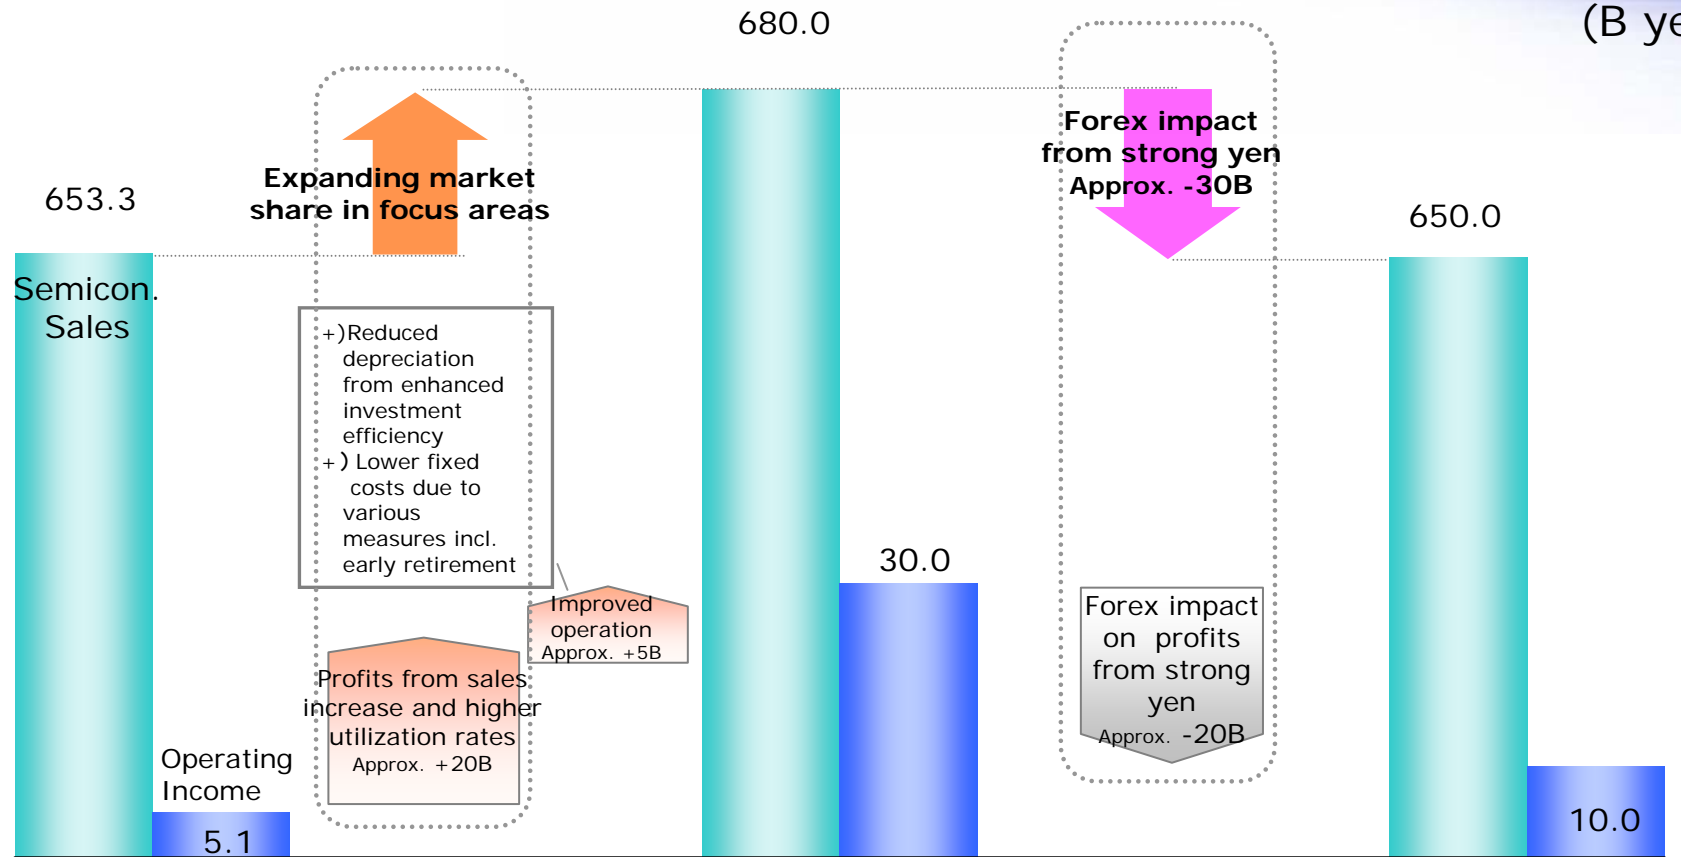 680.0
(B ye
Forex impact
from strong yen
Approx. -30B
Expanding market
share in focus areas
653.3
650.0
Semicon.
Sales
+)Reduced
depreciation
from enhanced
investment
efficiency
+) Lower fixed
costs due to
various
measures incl.
early retirement
30.0
Improved
operation
Approx. +5B
Forex impact
on profits
from strong
yen
Approx. -20B
Profits from sales
increase and higher
utilization rates
Approx. +20B
Operating
Income
5.1
10.0